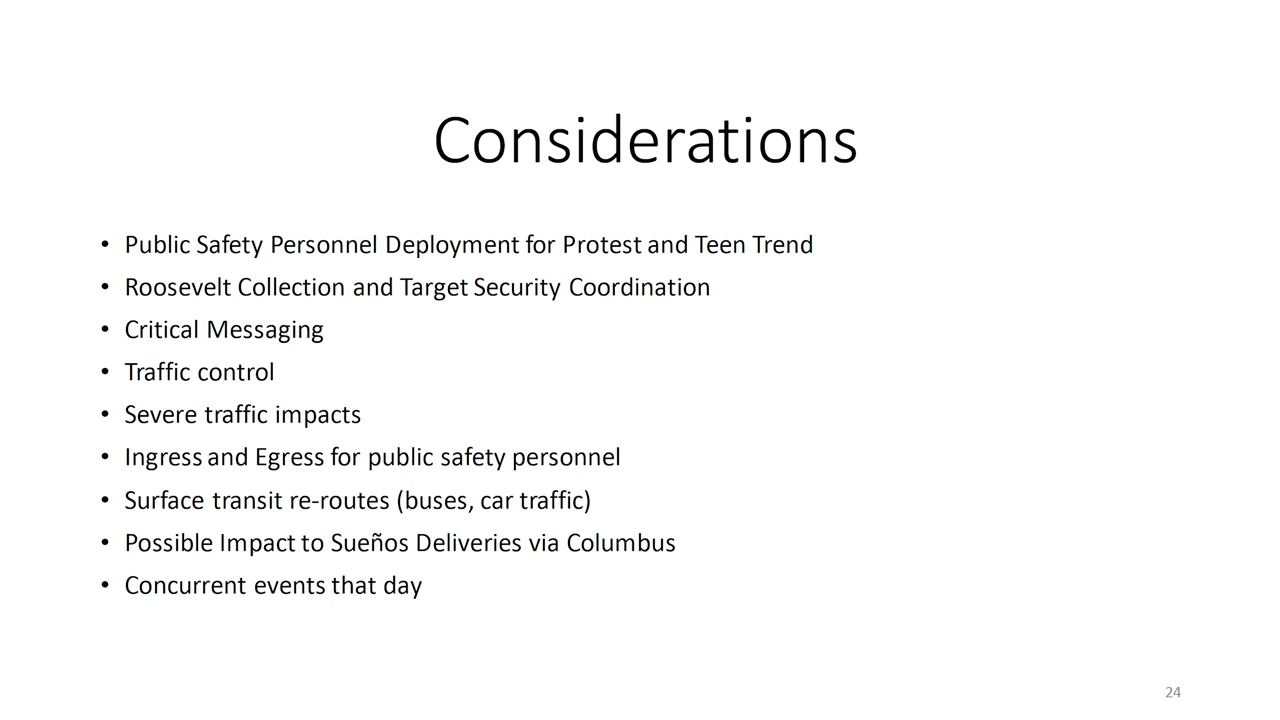 Considerations
• Public Safety Personnel Deployment for Protest and Teen Trend
• Roosevelt Collection and Target Security Coordination
• Critical Messaging
• Traffic control
• Severe traffic impacts
• Ingress and Egress for public safety personnel
• Surface transit re-routes (buses, car traffic)
• Possible Impact to Sueños Deliveries via Columbus
• Concurrent events that day
24